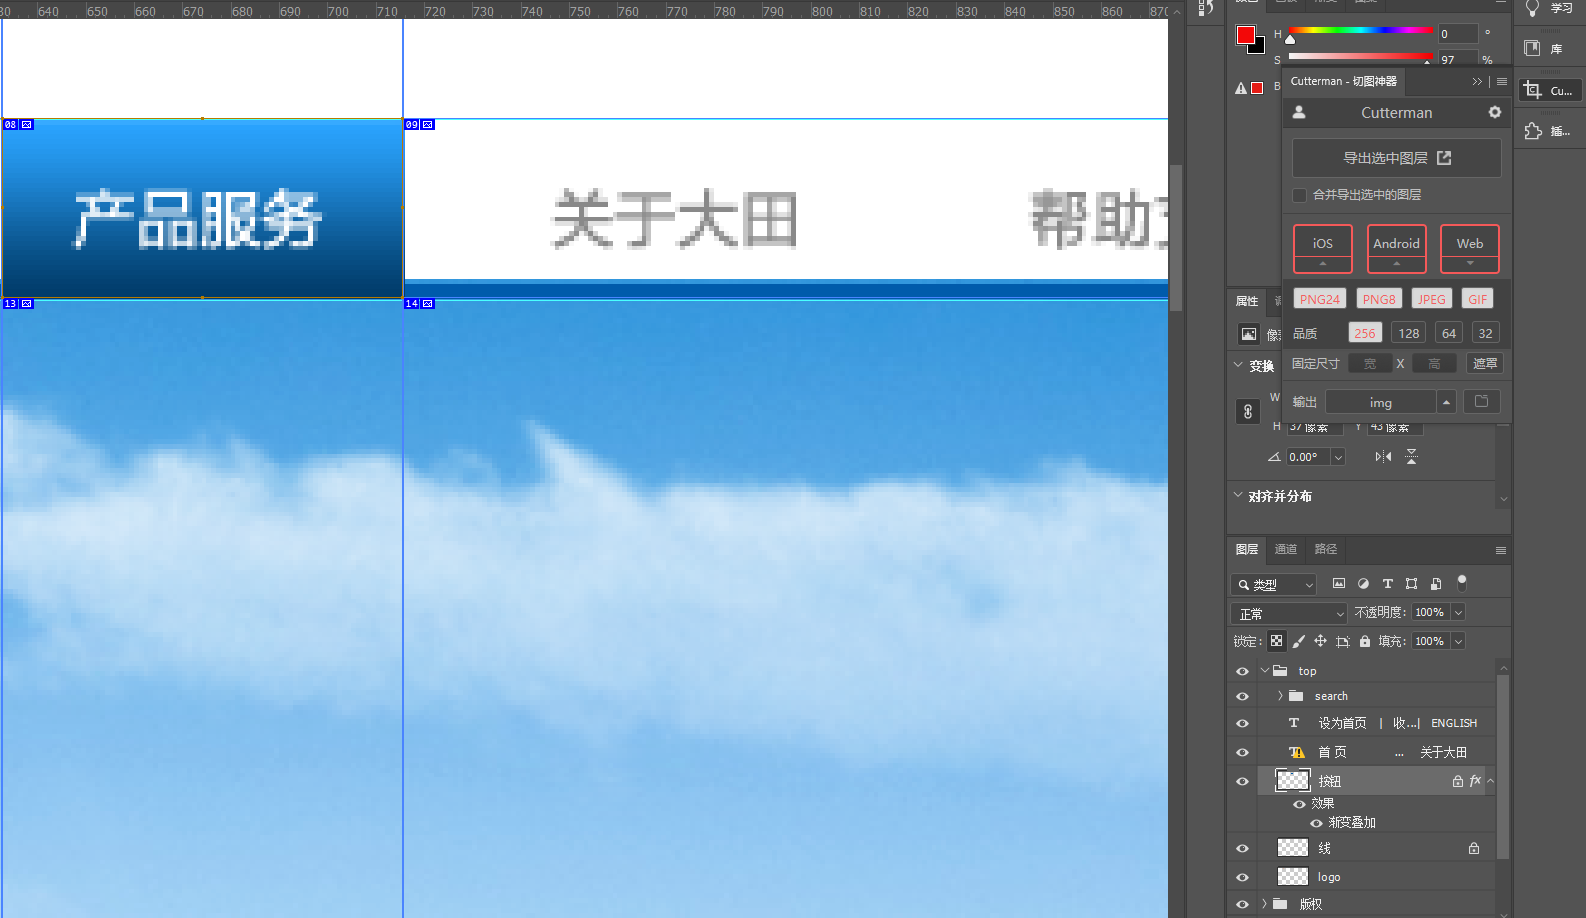 640 650 660 670 680 690 700 710 720 730 740 750 760 770 780 790 800 810 820 830 840 850 860 870
08
09
产品服务
关于大田
帮助
13
14
H 0 °
S 97 %
B
Cutterman - 切图神器
Cutterman
导出选中图层
合并导出选中的图层
iOS Android Web
PNG24 PNG8 JPEG GIF
品质 256 128 64 32
固定尺寸 宽 X 高 遮罩
输出 img
学习
库
Cu...
插...
属性
变换
W
H 37 像素 Y 43 像素
0.00°
对齐并分布
图层 通道 路径
类型
正常 不透明度: 100%
锁定: 填充: 100%
top
search
设为首页 | 收...| ENGLISH
首 页 ... 关于大田
按钮 fx
效果
渐变叠加
线
logo
版权